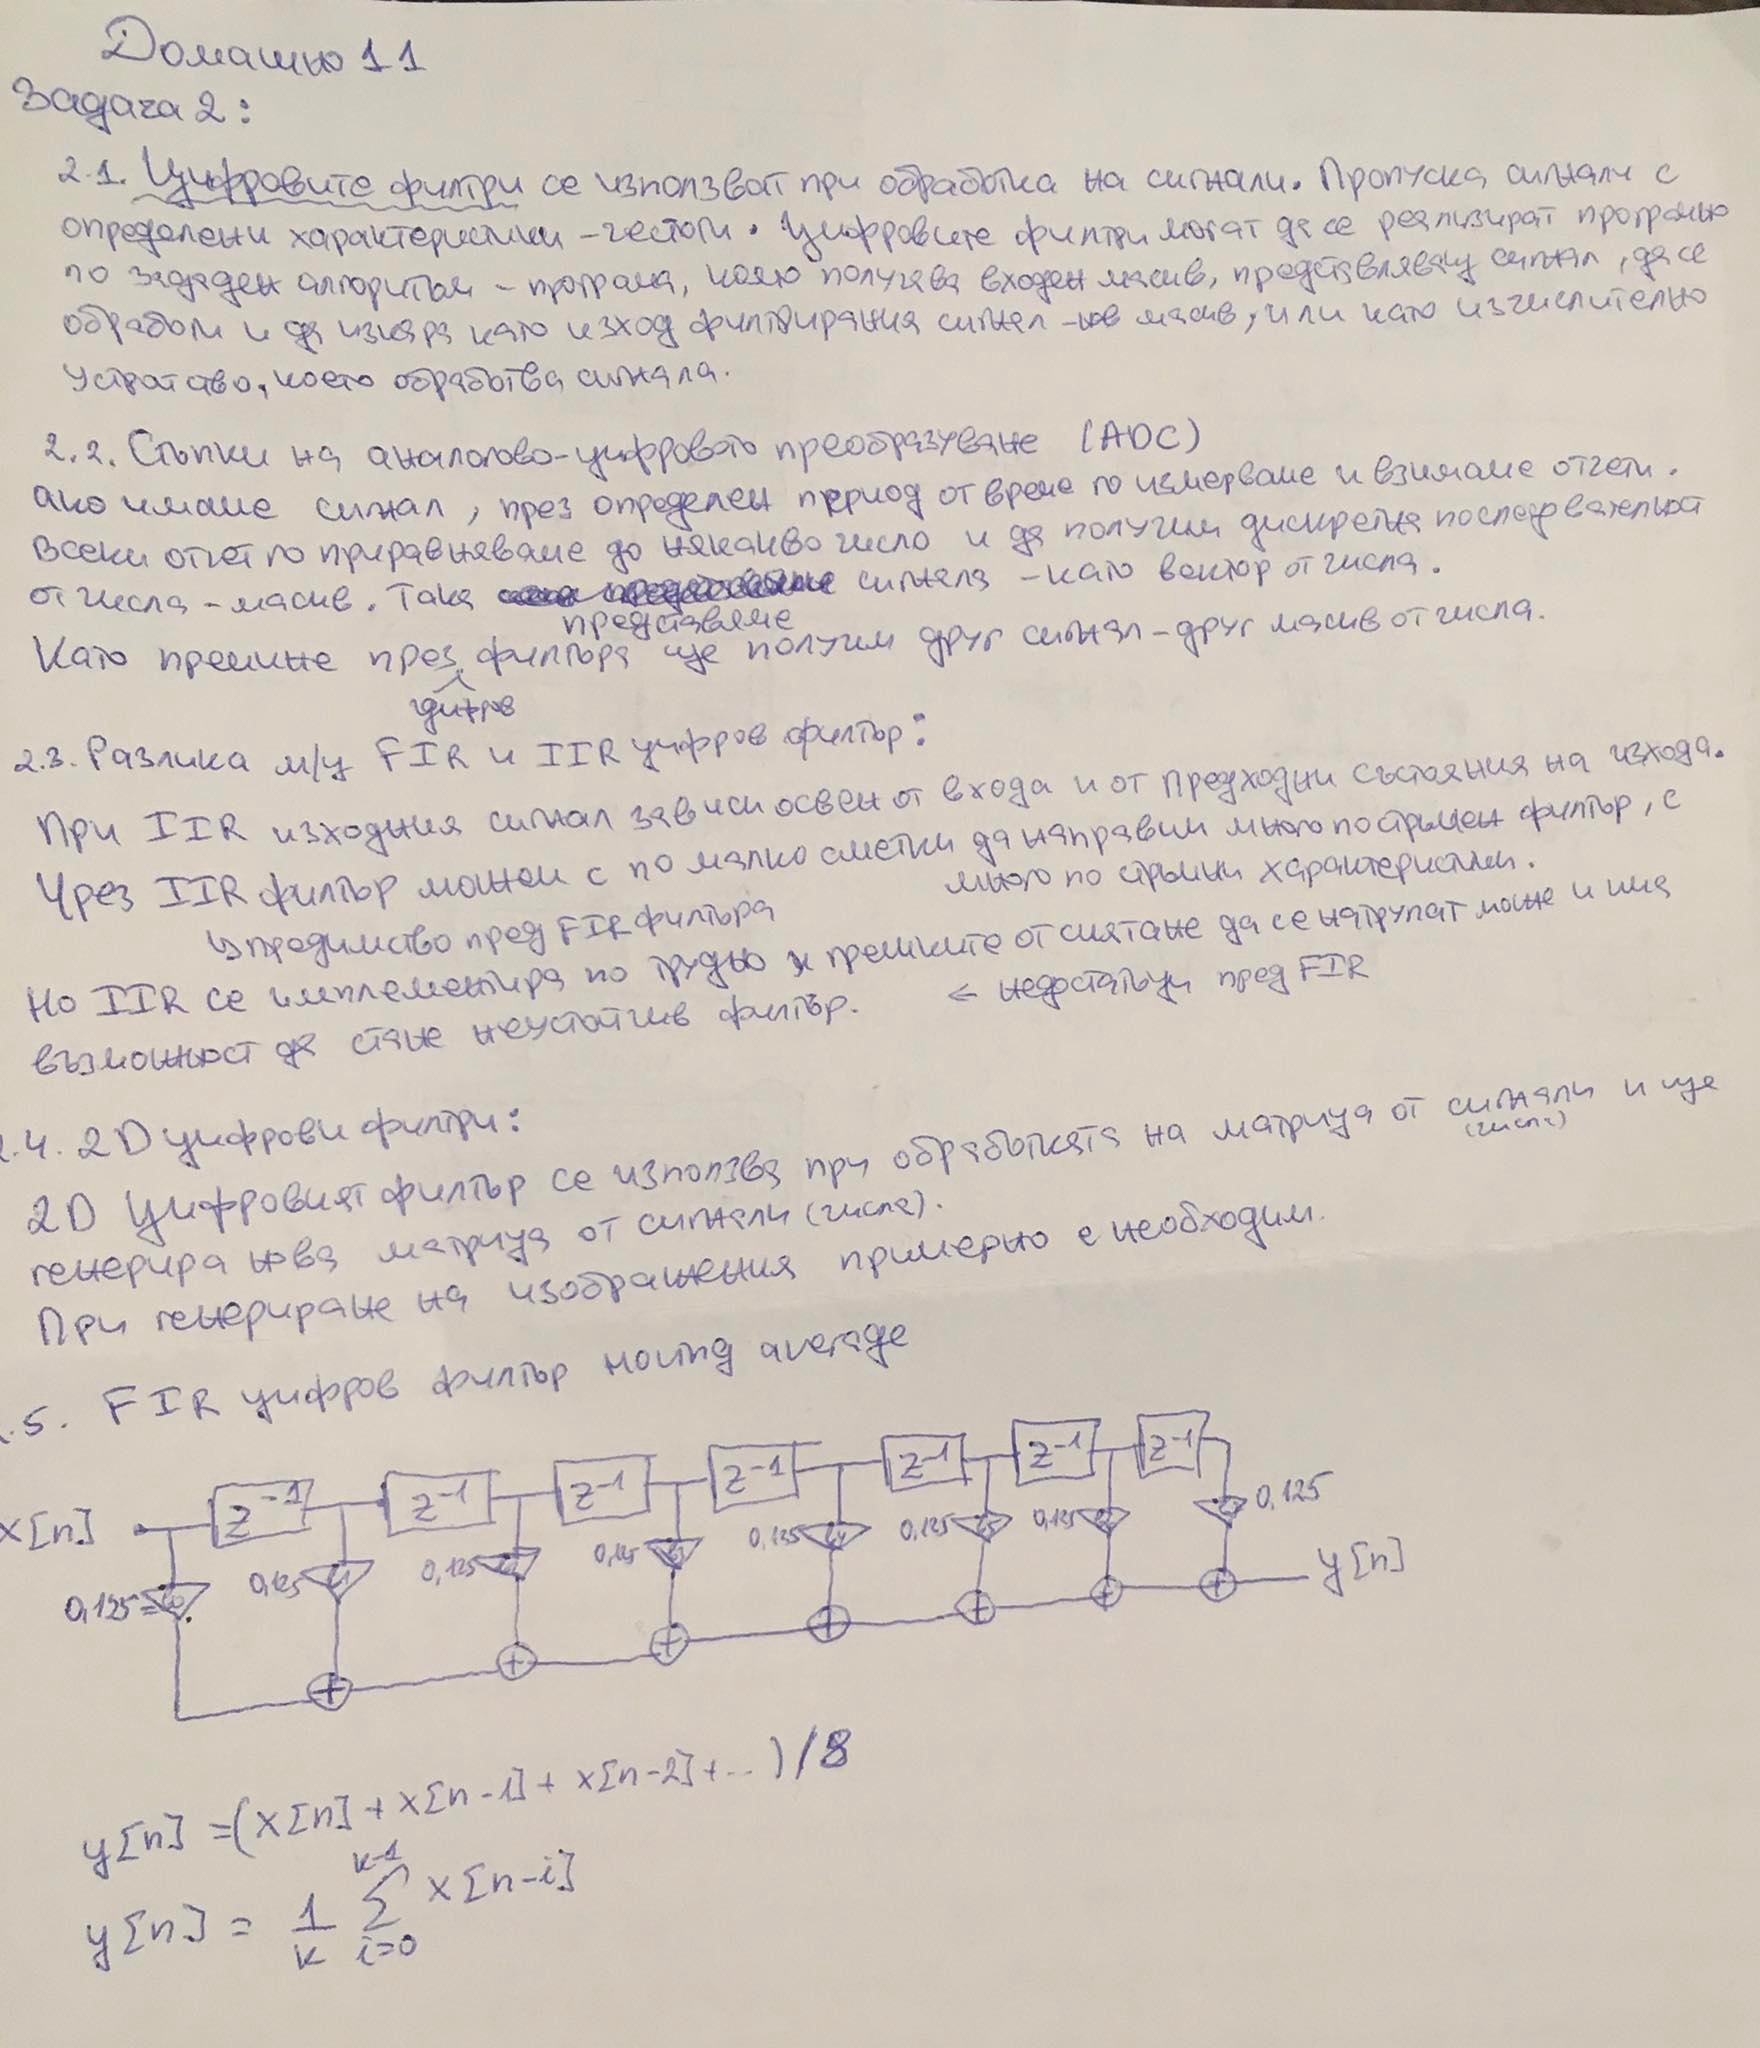 Домашно 11
Задача 2:
2.1. Цифровите филтри се използват при обработка на сигнали. Пропуска сигнали с
определени характеристики - честоти. Цифровите филтри могат да се реализират програмно
по зададен алгоритъм - програма, която получава входен масив, представляващ сигнал, да се
обработи и да изкара като изход филтрирания сигнал - нов масив, или като изчислително
устройство, което обработва сигнала.
2.2. Стъпки на аналогово-цифровото преобразуване (ADC)
ако имаме сигнал, през определен период от време го измерваме и взимаме отчети.
Всеки отчет го приравняваме до някакво число и да получим дискретна последователност
от числа - масив. Така сигнала - като вектор от числа.
представяме
Като премине през филтъра ще получим друг сигнал - друг масив от числа.
цифров
2.3. Разлика м/у FIR и IIR цифров филтър:
При IIR изходния сигнал зависи освен от входа и от предходни състояния на изхода.
Чрез IIR филтър можем с по малко сметки да направим много по стръмен филтър, с
много по стръмни характеристики.
предимство пред FIR филтъра
Но IIR се имплементира по трудно и грешките от смятане да се натрупат може и има
възможност да стане неустойчив филтър. ← недостатъци пред FIR
2.4. 2D цифрови филтри:
2D Цифровият филтър се използва при обработката на матрица от сигнали и ще
(числа)
генерира нова матрица от сигнали (числа).
При генериране на изображения примерно е необходим.
2.5. FIR цифров филтър moving average
z⁻¹ z⁻¹ z⁻¹ z⁻¹ z⁻¹ z⁻¹ z⁻¹
x[n]
0,125 0,125 0,125 0,125 0,125 0,125 0,125 0,125
+ + + + + + +
y[n]
y[n] = (x[n] + x[n-1] + x[n-2] + ...) / 8
y[n] = 1/k Σ x[n-i]
k-1
i=0